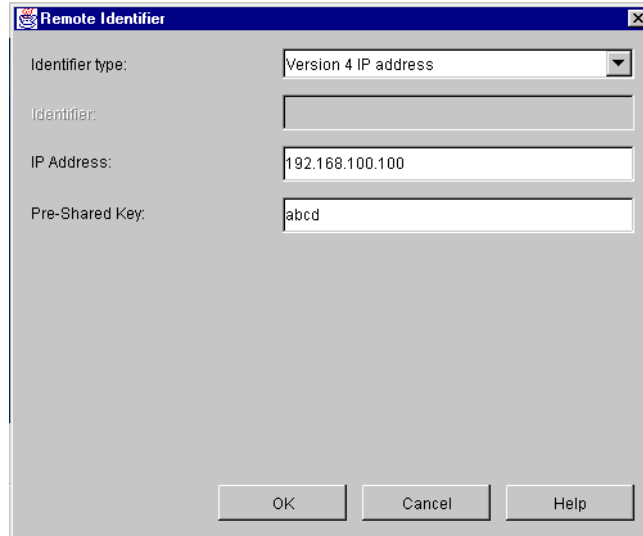 Remote Identifier
Identifier type: Version 4 IP address
Identifier:
IP Address: 192.168.100.100
Pre-Shared Key: abcd
OK Cancel Help